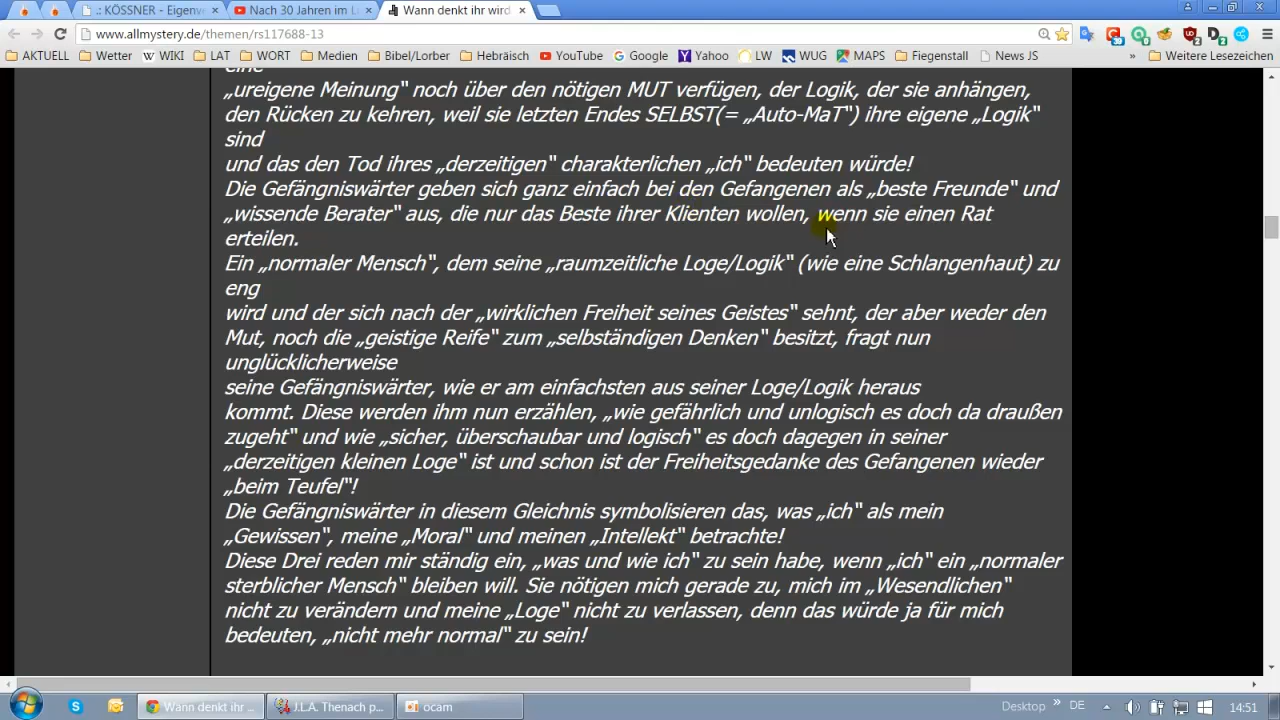 .: KÖSSNER - Eigenve
Nach 30 Jahren im L
Wann denkt ihr wird
www.allmystery.de/themen/rs117688-13
AKTUELL
Wetter
WIKI
LAT
WORT
Medien
Bibel/Lorber
Hebräisch
YouTube
Google
Yahoo
LW
WUG
MAPS
Fiegenstall
News JS
»
Weitere Lesezeichen
eine
„ureigene Meinung" noch über den nötigen MUT verfügen, der Logik, der sie anhängen,
den Rücken zu kehren, weil sie letzten Endes SELBST(= „Auto-MaT") ihre eigene „Logik"
sind
und das den Tod ihres „derzeitigen" charakterlichen „ich" bedeuten würde!
Die Gefängniswärter geben sich ganz einfach bei den Gefangenen als „beste Freunde" und
„wissende Berater" aus, die nur das Beste ihrer Klienten wollen, wenn sie einen Rat
erteilen.
Ein „normaler Mensch", dem seine „raumzeitliche Loge/Logik" (wie eine Schlangenhaut) zu
eng
wird und der sich nach der „wirklichen Freiheit seines Geistes" sehnt, der aber weder den
Mut, noch die „geistige Reife" zum „selbständigen Denken" besitzt, fragt nun
unglücklicherweise
seine Gefängniswärter, wie er am einfachsten aus seiner Loge/Logik heraus
kommt. Diese werden ihm nun erzählen, „wie gefährlich und unlogisch es doch da draußen
zugeht" und wie „sicher, überschaubar und logisch" es doch dagegen in seiner
„derzeitigen kleinen Loge" ist und schon ist der Freiheitsgedanke des Gefangenen wieder
„beim Teufel"!
Die Gefängniswärter in diesem Gleichnis symbolisieren das, was „ich" als mein
„Gewissen", meine „Moral" und meinen „Intellekt" betrachte!
Diese Drei reden mir ständig ein, „was und wie ich" zu sein habe, wenn „ich" ein „normaler
sterblicher Mensch" bleiben will. Sie nötigen mich gerade zu, mich im „Wesendlichen"
nicht zu verändern und meine „Loge" nicht zu verlassen, denn das würde ja für mich
bedeuten, „nicht mehr normal" zu sein!
Wann denkt ihr ...
J.L.A. Thenach p...
ocam
Desktop
»
DE
14:51